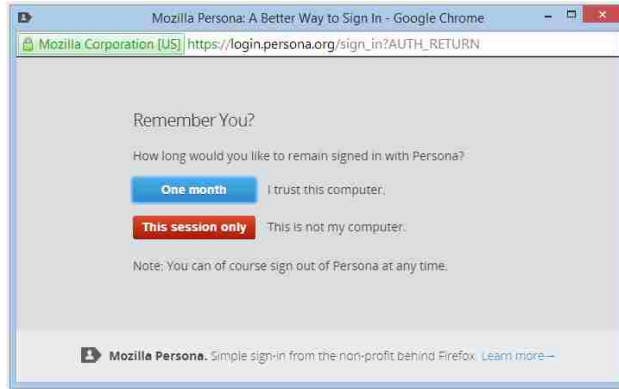 Mozilla Persona: A Better Way to Sign In - Google Chrome
Mozilla Corporation [US] https://login.persona.org/sign_in?AUTH_RETURN
Remember You?
How long would you like to remain signed in with Persona?
One month I trust this computer.
This session only This is not my computer.
Note: You can of course sign out of Persona at any time.
Mozilla Persona. Simple sign-in from the non-profit behind Firefox. Learn more→